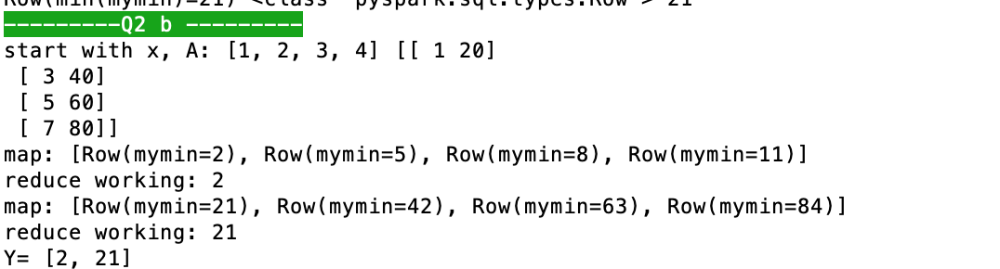 Row(min(mymin)=21) <class 'pyspark.sql.types.Row'> 21
---------Q2 b ---------
start with x, A: [1, 2, 3, 4] [[ 1 20]
 [ 3 40]
 [ 5 60]
 [ 7 80]]
map: [Row(mymin=2), Row(mymin=5), Row(mymin=8), Row(mymin=11)]
reduce working: 2
map: [Row(mymin=21), Row(mymin=42), Row(mymin=63), Row(mymin=84)]
reduce working: 21
Y= [2, 21]